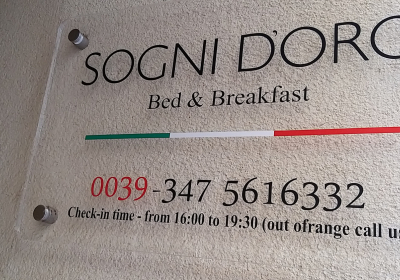 SOGNI D'ORO
Bed & Breakfast
0039-347 5616332
Check-in time - from 16:00 to 19:30 (out ofrange call us